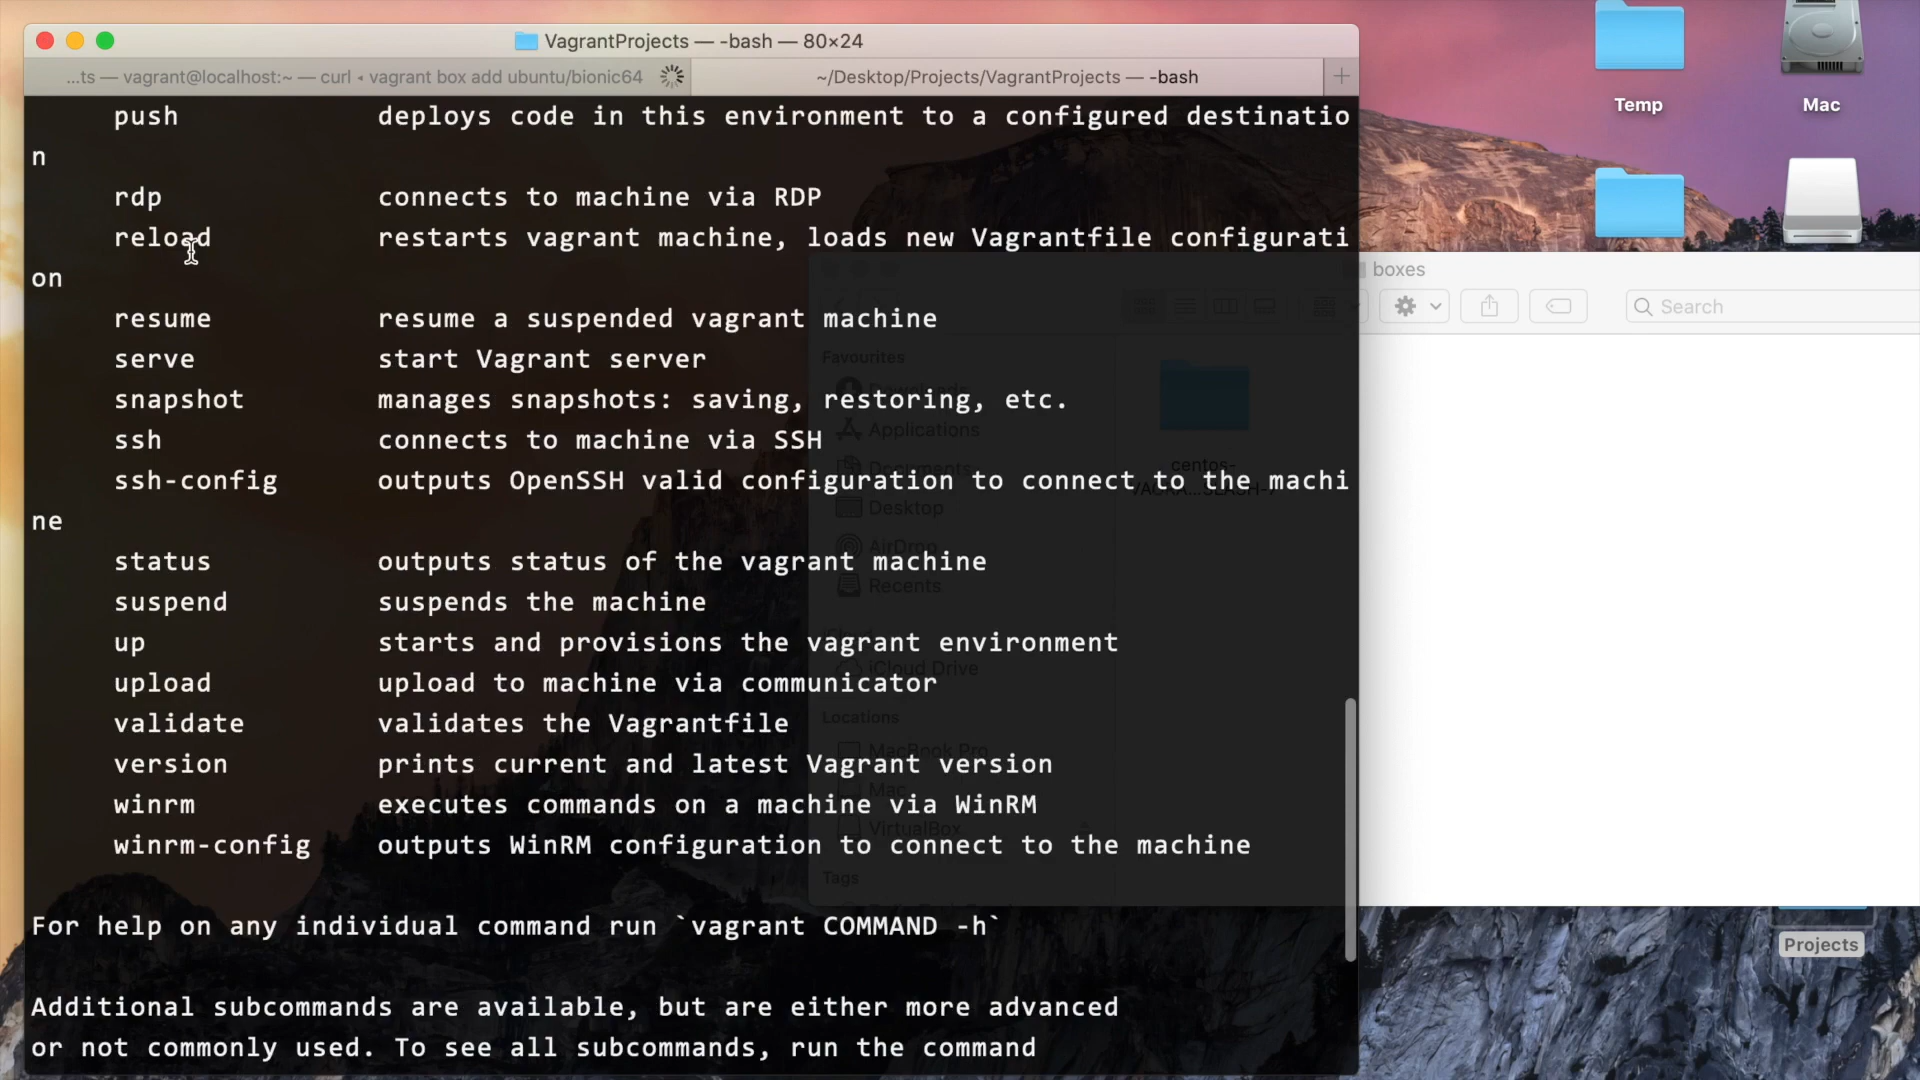 VagrantProjects — -bash — 80×24
...ts — vagrant@localhost:~ — curl ◂ vagrant box add ubuntu/bionic64
~/Desktop/Projects/VagrantProjects — -bash
push deploys code in this environment to a configured destinatio
n
rdp connects to machine via RDP
reload restarts vagrant machine, loads new Vagrantfile configurati
on
resume resume a suspended vagrant machine
serve start Vagrant server
snapshot manages snapshots: saving, restoring, etc.
ssh connects to machine via SSH
ssh-config outputs OpenSSH valid configuration to connect to the machi
ne
status outputs status of the vagrant machine
suspend suspends the machine
up starts and provisions the vagrant environment
upload upload to machine via communicator
validate validates the Vagrantfile
version prints current and latest Vagrant version
winrm executes commands on a machine via WinRM
winrm-config outputs WinRM configuration to connect to the machine
For help on any individual command run `vagrant COMMAND -h`
Additional subcommands are available, but are either more advanced
or not commonly used. To see all subcommands, run the command
Temp
Mac
boxes
Search
Favourites
Downloads
Applications
Documents
Desktop
AirDrop
Recents
iCloud Drive
Locations
MacBook Pro
Mac
VirtualBox
Tags
centos-
Projects